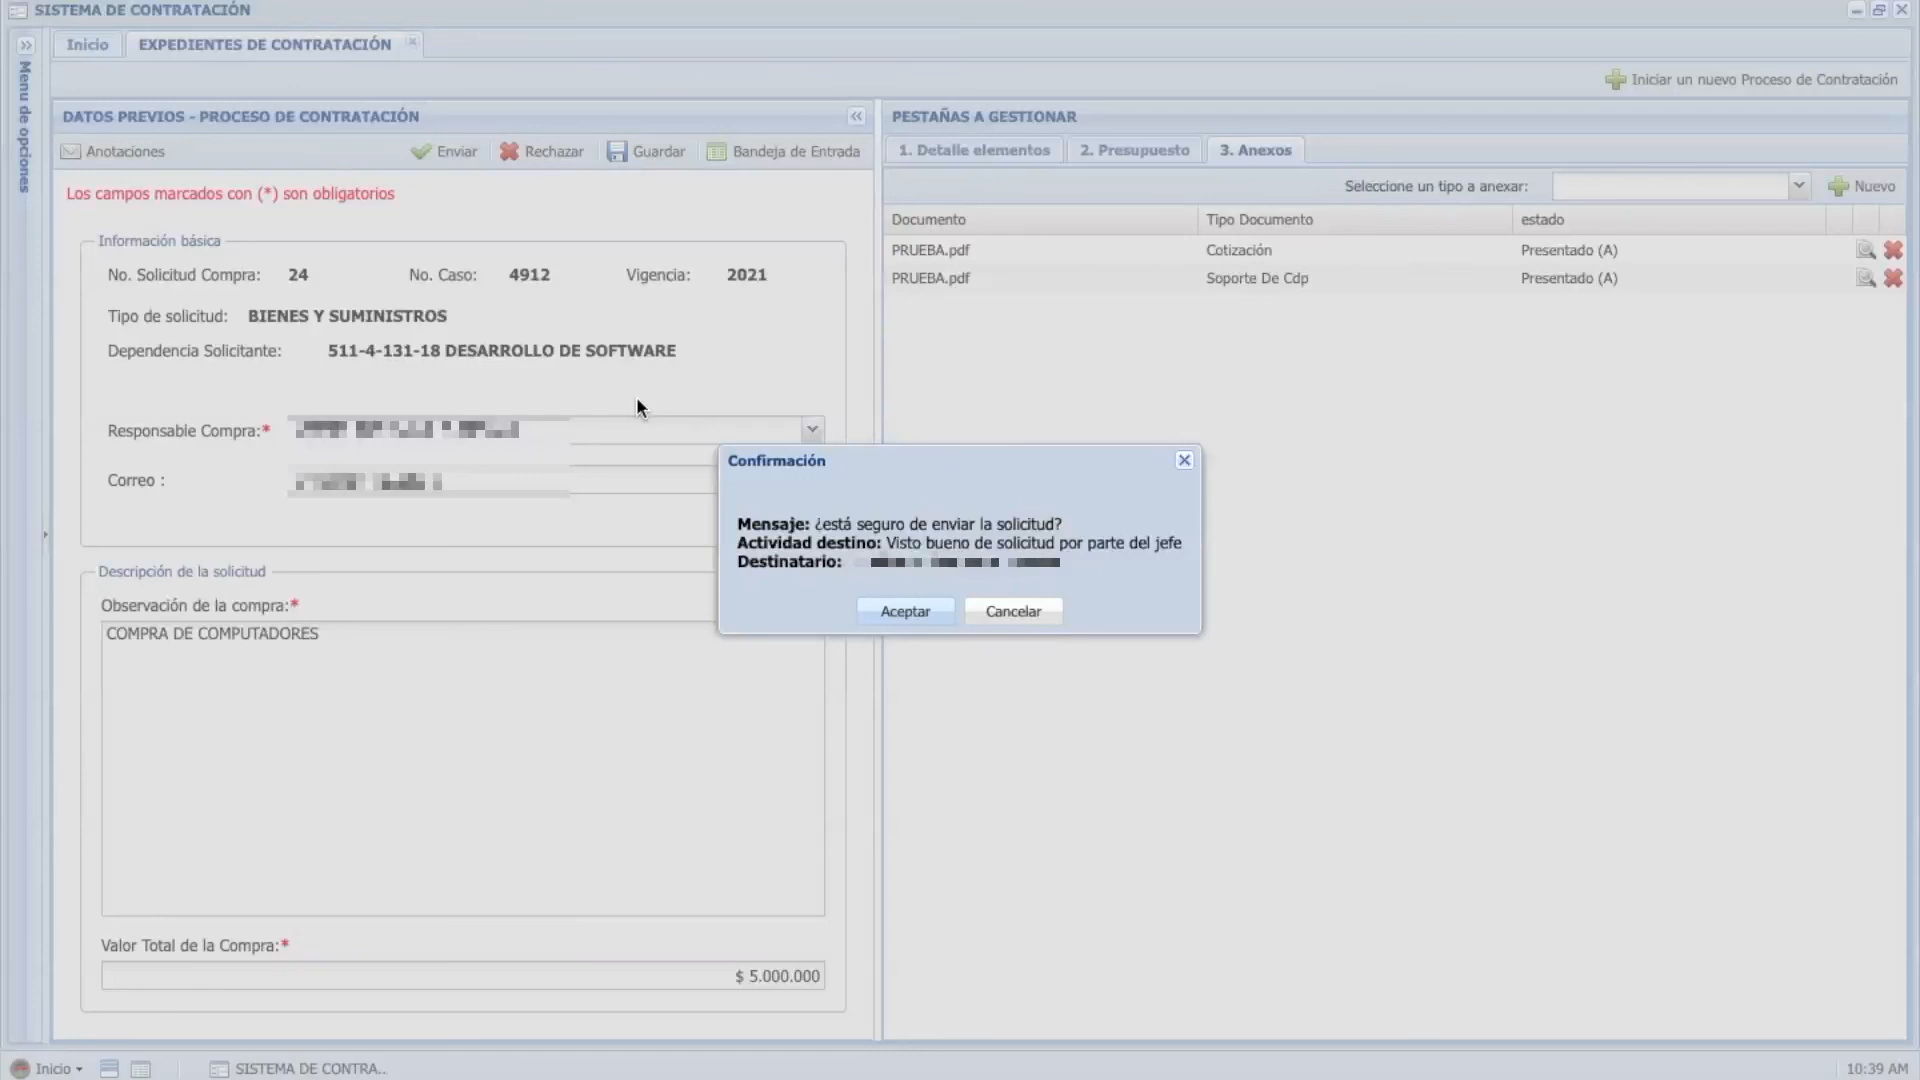 SISTEMA DE CONTRATACIÓN
Menu de opciones
Inicio
EXPEDIENTES DE CONTRATACIÓN
Iniciar un nuevo Proceso de Contratación
DATOS PREVIOS - PROCESO DE CONTRATACIÓN
Anotaciones
Enviar
Rechazar
Guardar
Bandeja de Entrada
Los campos marcados con (*) son obligatorios
Información básica
No. Solicitud Compra: 24 No. Caso: 4912 Vigencia: 2021
Tipo de solicitud: BIENES Y SUMINISTROS
Dependencia Solicitante: 511-4-131-18 DESARROLLO DE SOFTWARE
Responsable Compra:*
Correo :
Descripción de la solicitud
Observación de la compra:*
COMPRA DE COMPUTADORES
Valor Total de la Compra:*
$ 5.000.000
PESTAÑAS A GESTIONAR
1. Detalle elementos
2. Presupuesto
3. Anexos
Seleccione un tipo a anexar:
Nuevo
Documento Tipo Documento estado
PRUEBA.pdf Cotización Presentado (A)
PRUEBA.pdf Soporte De Cdp Presentado (A)
Confirmación
Mensaje: ¿está seguro de enviar la solicitud?
Actividad destino: Visto bueno de solicitud por parte del jefe
Destinatario:
Aceptar
Cancelar
Inicio
SISTEMA DE CONTRA..
10:39 AM